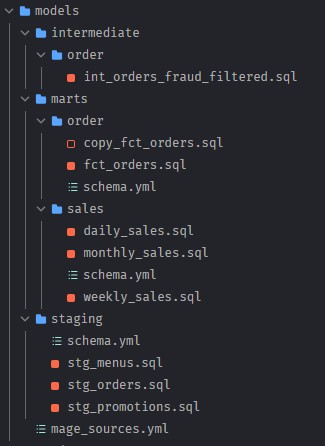 models
intermediate
order
int_orders_fraud_filtered.sql
marts
order
copy_fct_orders.sql
fct_orders.sql
schema.yml
sales
daily_sales.sql
monthly_sales.sql
schema.yml
weekly_sales.sql
staging
schema.yml
stg_menus.sql
stg_orders.sql
stg_promotions.sql
mage_sources.yml